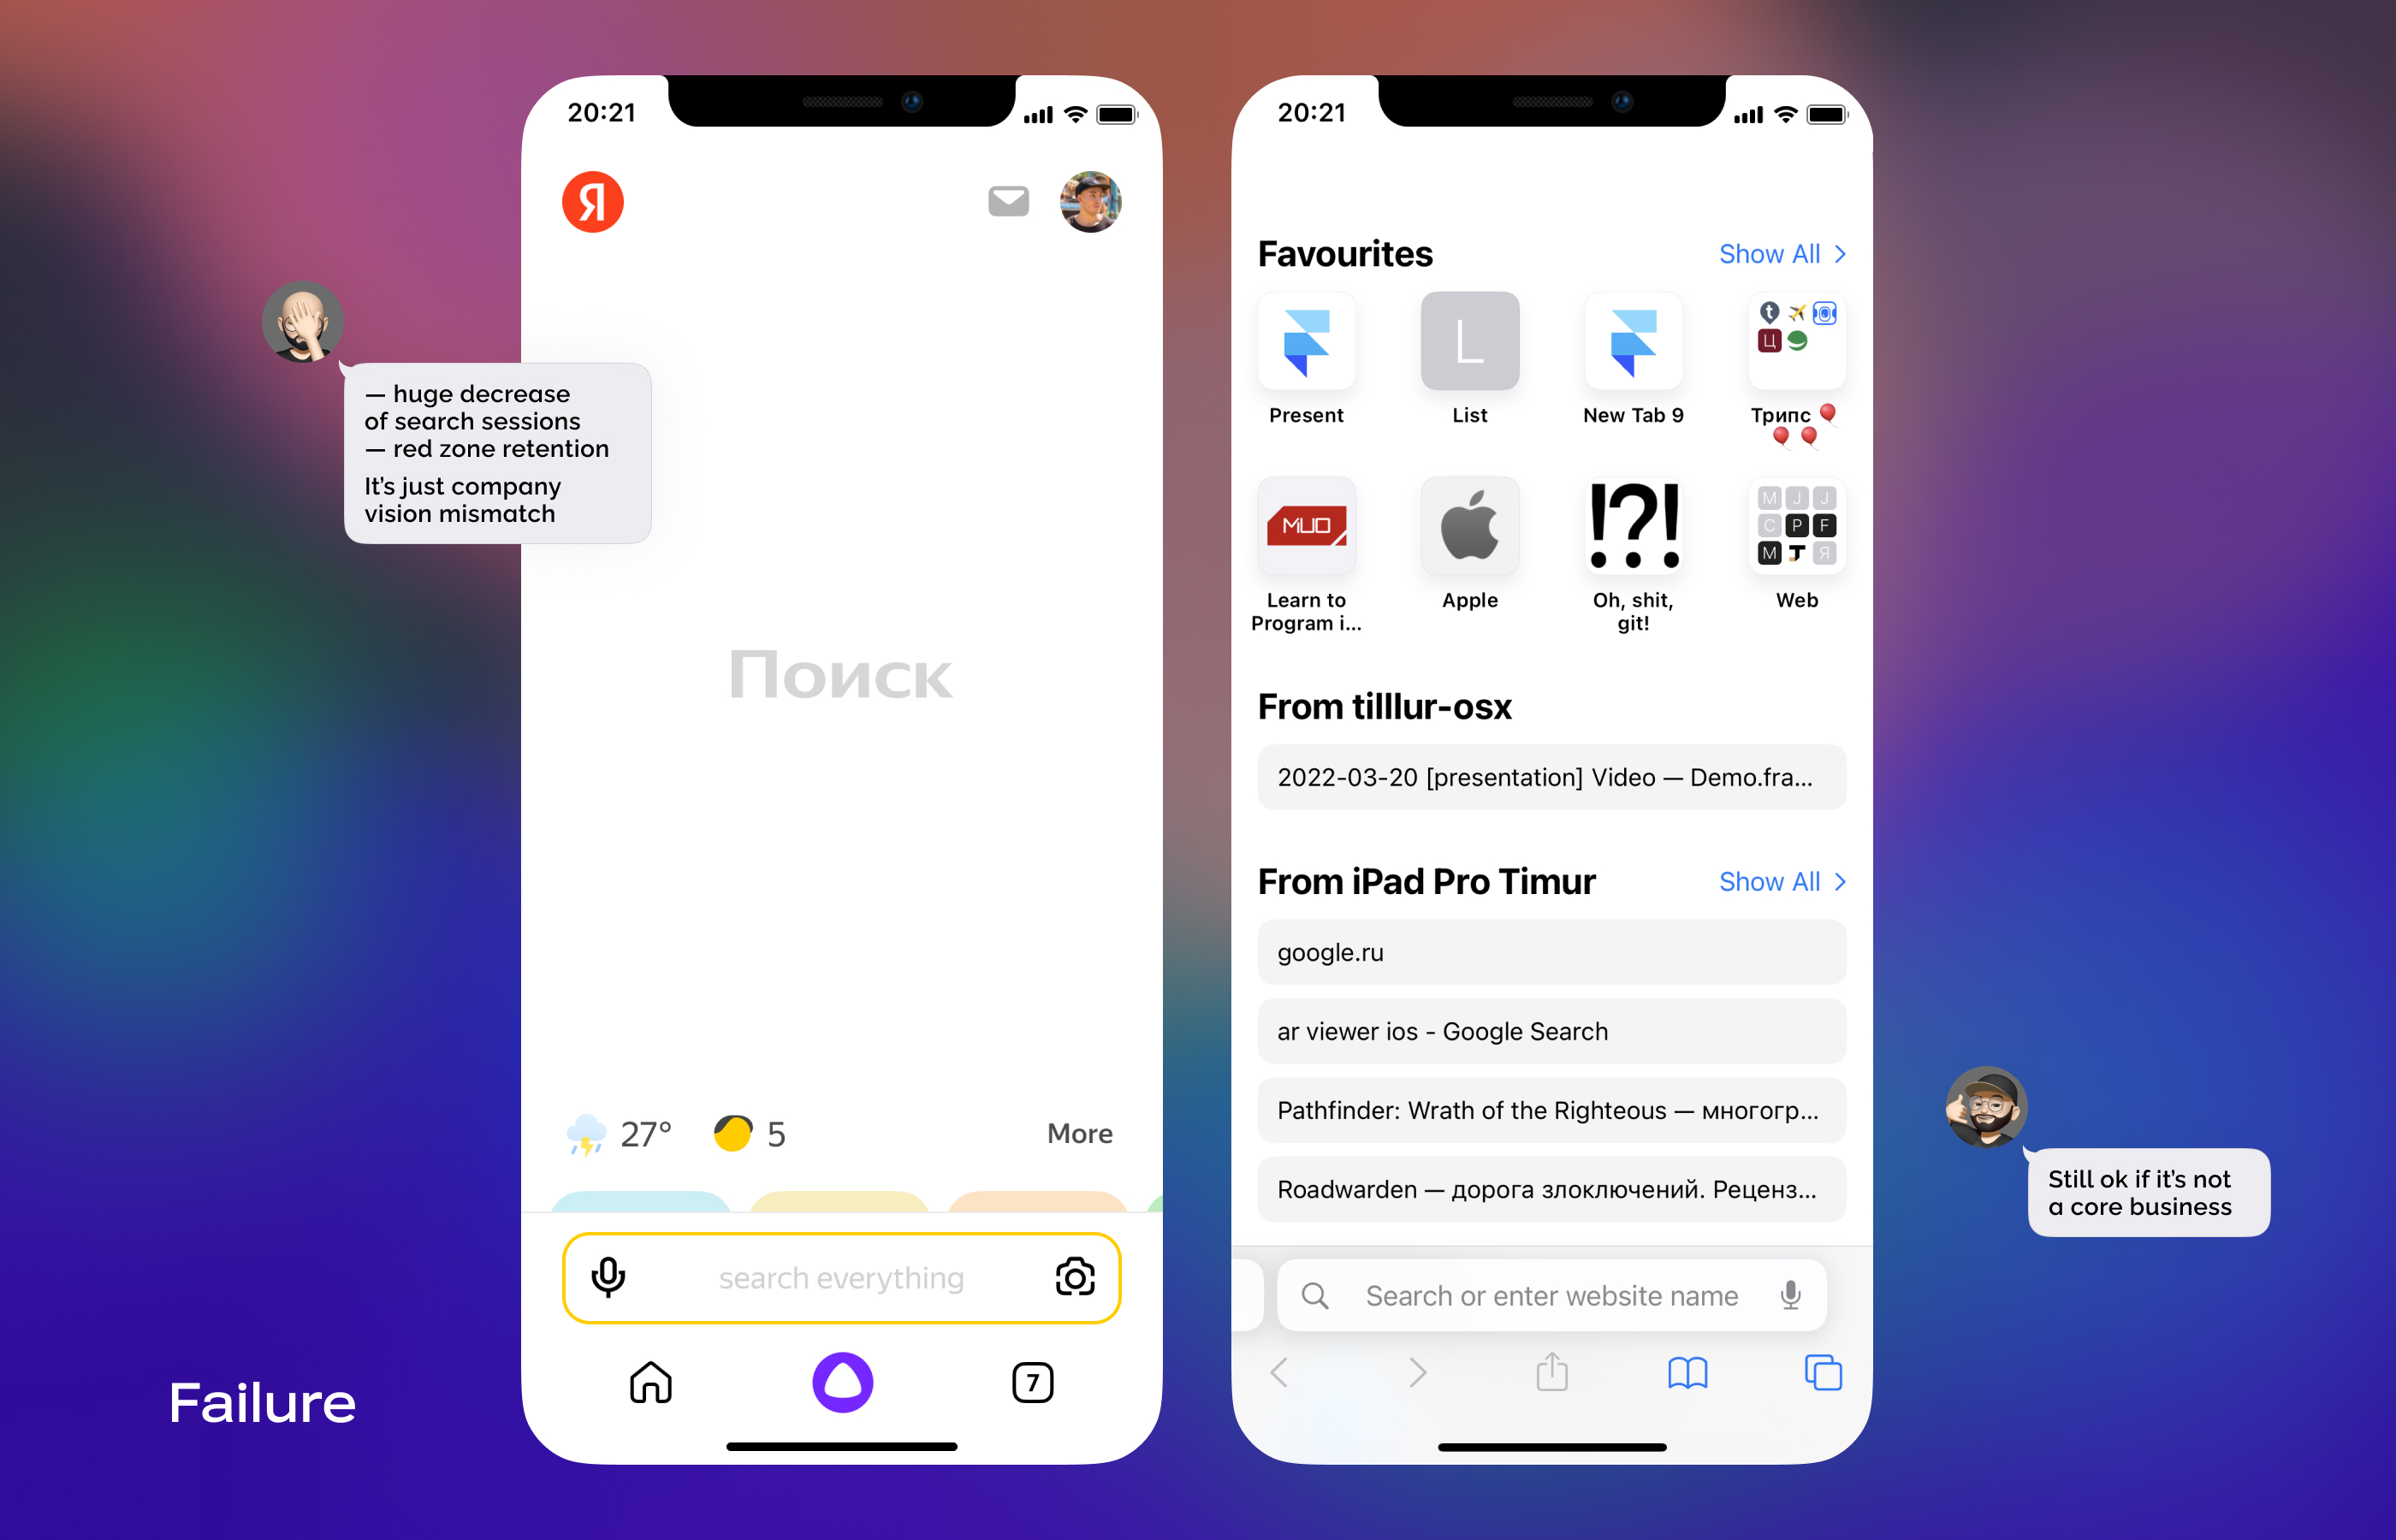 20:21
Я
— huge decrease
of search sessions
— red zone retention
It’s just company
vision mismatch
Поиск
27°
5
More
search everything
7
20:21
Favourites
Show All
L
t
Ц
Present
List
New Tab 9
Трипс 🎈
🎈 🎈
MUO
!?!
M J J
C P F
M T Я
Learn to
Program i...
Apple
Oh, shit,
git!
Web
From tilllur-osx
2022-03-20 [presentation] Video — Demo.fra...
From iPad Pro Timur
Show All
google.ru
ar viewer ios - Google Search
Pathfinder: Wrath of the Righteous — многогр...
Roadwarden — дорога злоключений. Реценз...
Search or enter website name
Still ok if it’s not
a core business
Failure